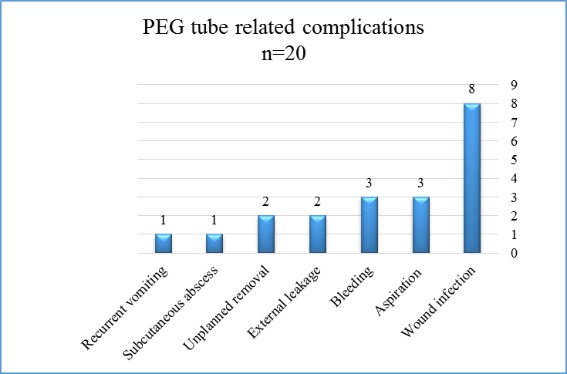 PEG tube related complications
n=20
9
8
7
6
5
4
3
2
1
0
1
1
2
2
3
3
8
Recurrent vomiting
Subcutaneous abscess
Unplanned removal
External leakage
Bleeding
Aspiration
Wound infection